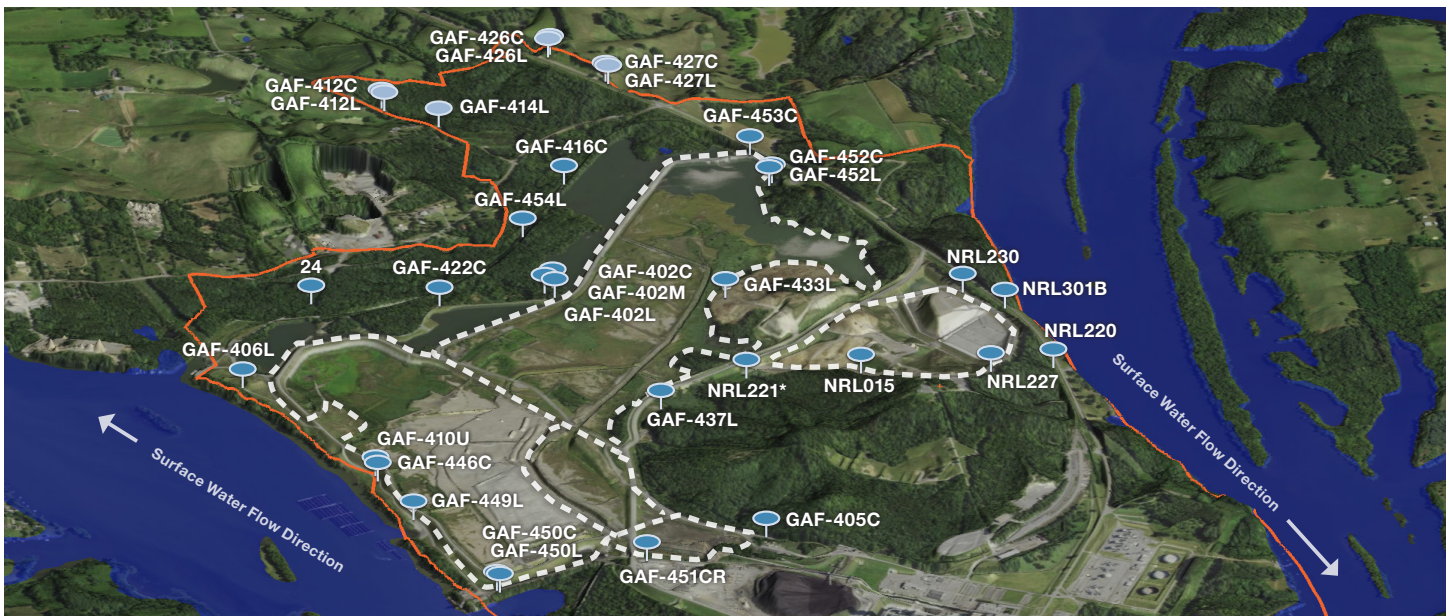 GAF-426C
GAF-426L
GAF-427C
GAF-427L
GAF-412C
GAF-412L
GAF-414L
GAF-453C
GAF-416C
GAF-452C
GAF-452L
GAF-454L
24
GAF-422C
GAF-402C
GAF-402M
GAF-402L
GAF-433L
NRL230
NRL301B
GAF-406L
NRL220
NRL221*
NRL015
NRL227
GAF-437L
Surface Water Flow Direction
GAF-410U
GAF-446C
Surface Water Flow Direction
GAF-449L
GAF-450C
GAF-450L
GAF-405C
GAF-451CR